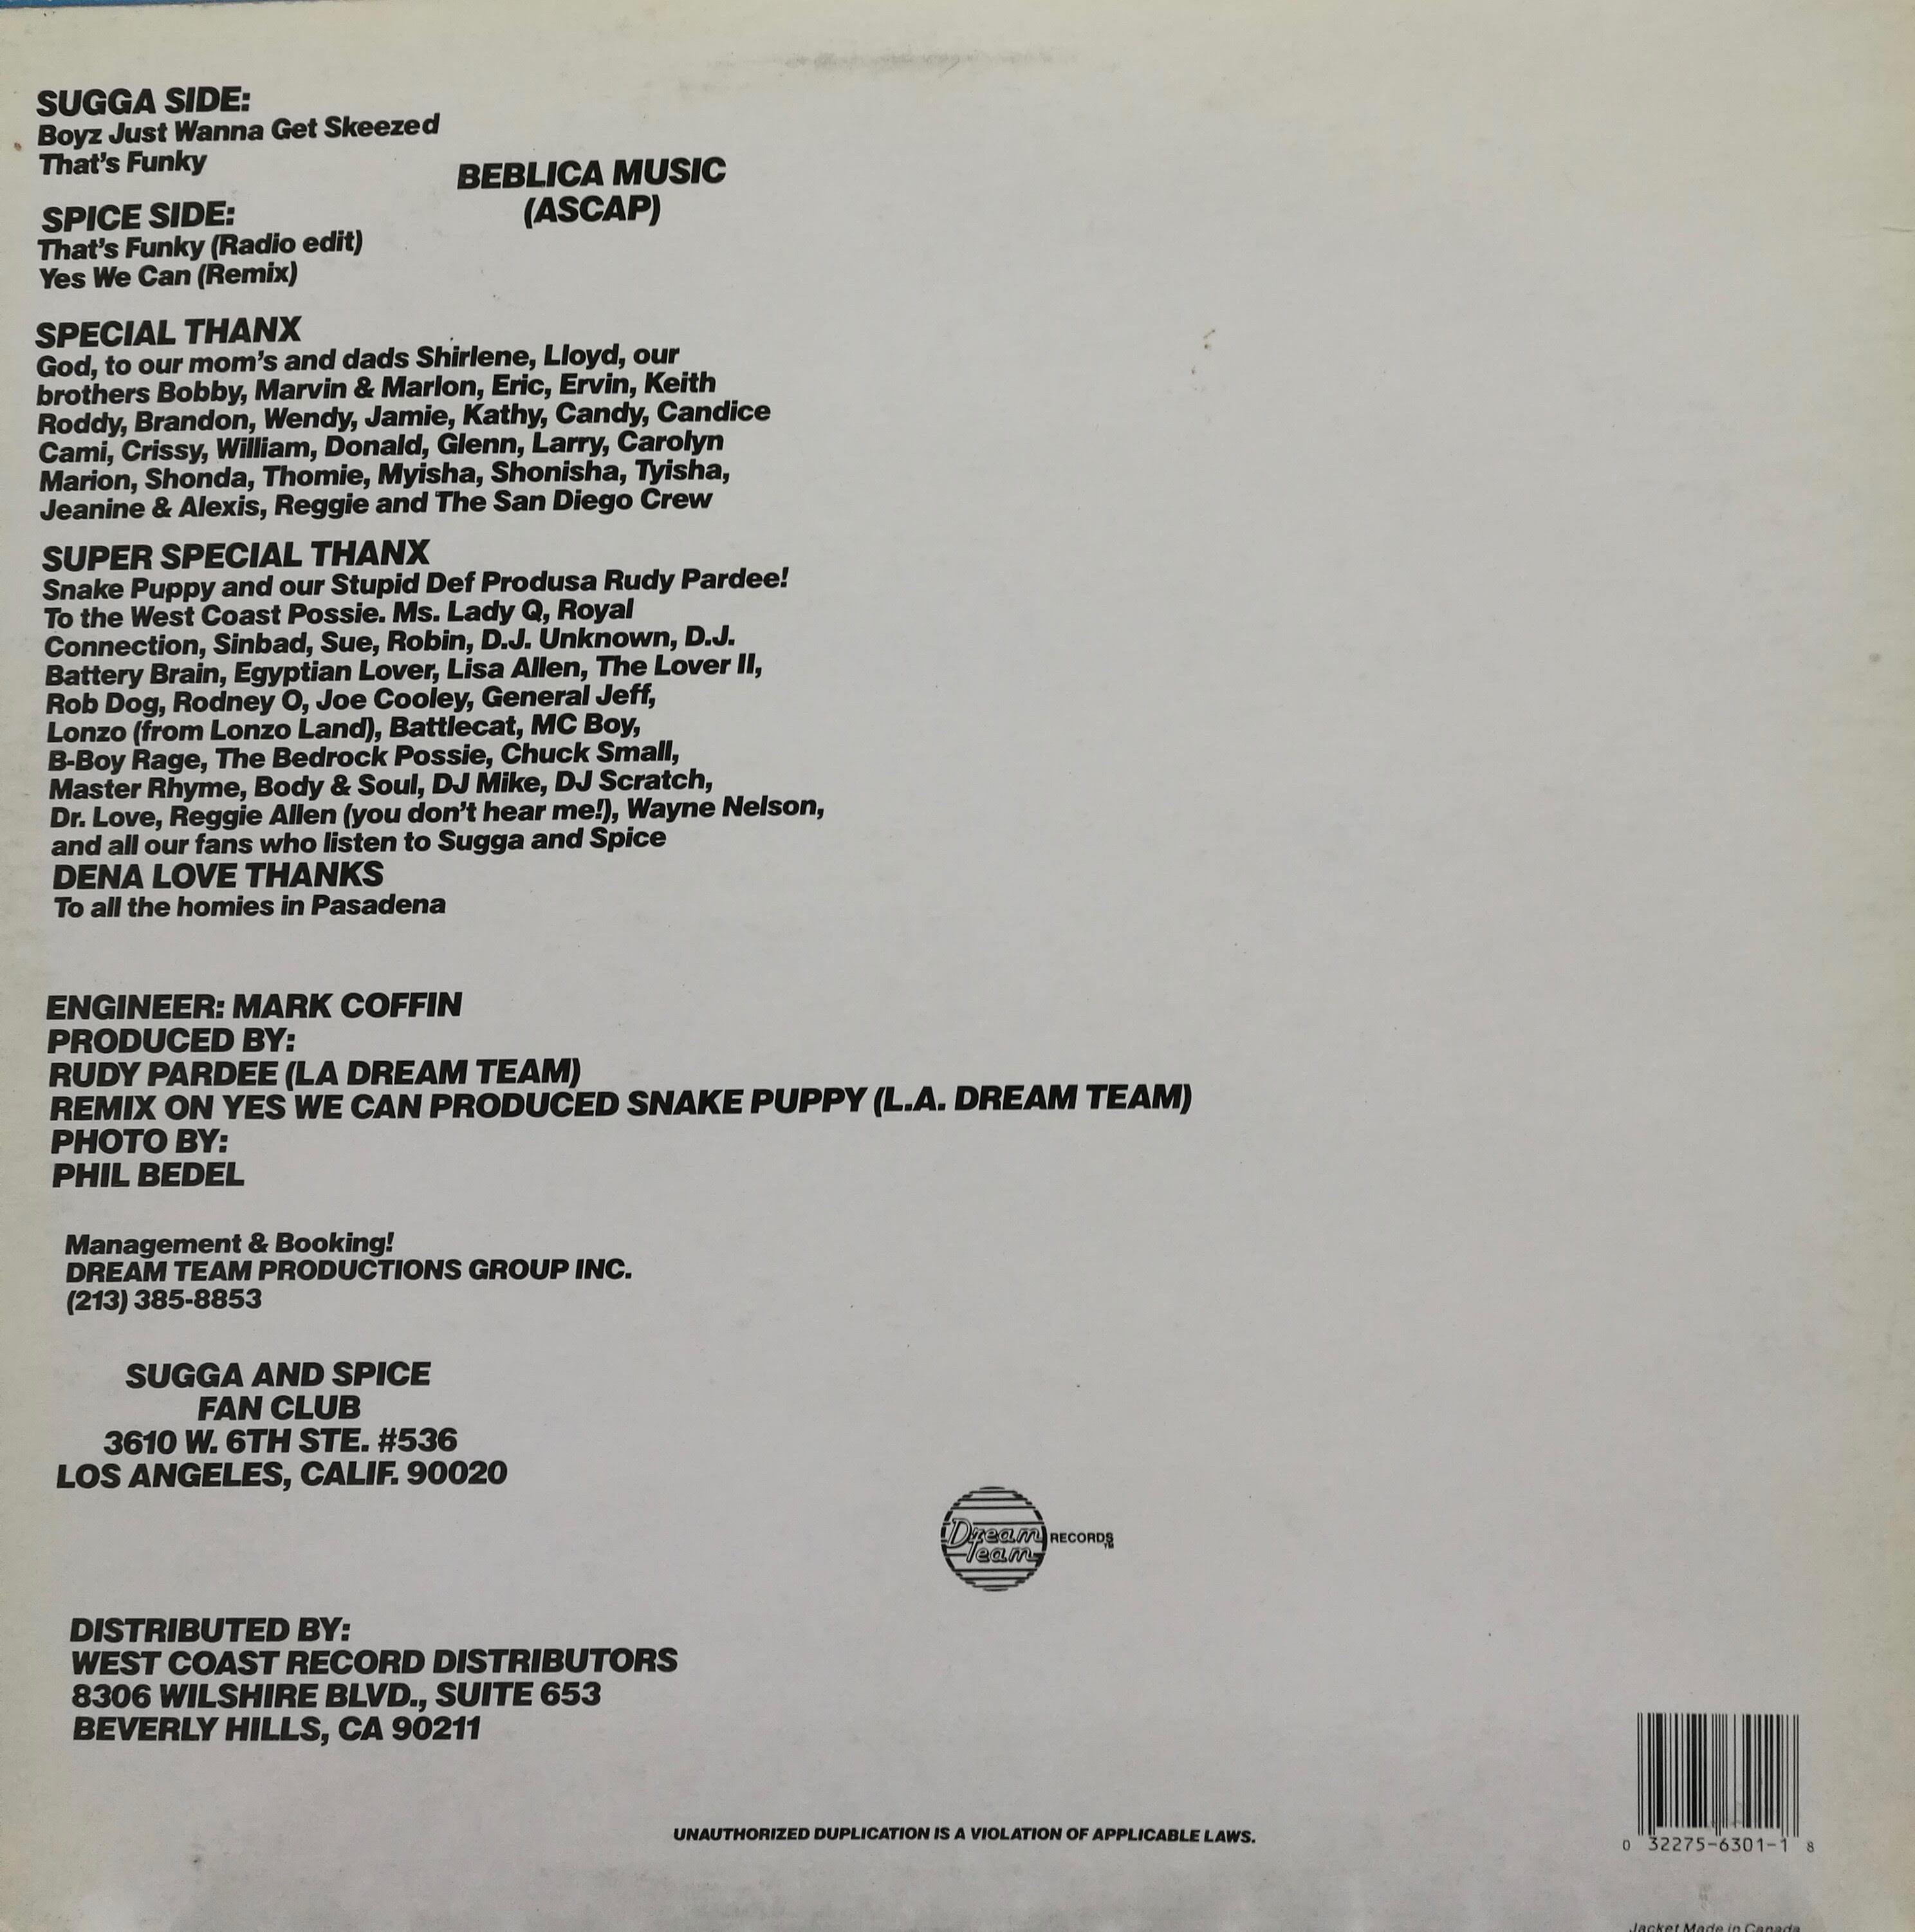 SUGGA SIDE:
Boyz Just Wanna Get Skeezed
That's Funky
BEBLICA MUSIC
(ASCAP)
SPICE SIDE:
That's Funky (Radio edit)
Yes We Can (Remix)
SPECIAL THANX
God, to our mom's and dads Shirlene, Lloyd, our
brothers Bobby, Marvin & Marlon, Eric, Ervin, Keith
Roddy, Brandon, Wendy, Jamie, Kathy, Candy, Candice
Cami, Crissy, William, Donald, Glenn, Larry, Carolyn
Marion, Shonda, Thomie, Myisha, Shonisha, Tyisha,
Jeanine & Alexis, Reggie and The San Diego Crew
SUPER SPECIAL THANX
Snake Puppy and our Stupid Def Produsa Rudy Pardee!
To the West Coast Possie. Ms. Lady Q, Royal
Connection, Sinbad, Sue, Robin, D.J. Unknown, D.J.
Battery Brain, Egyptian Lover, Lisa Allen, The Lover II,
Rob Dog, Rodney O, Joe Cooley, General Jeff,
Lonzo (from Lonzo Land), Battlecat, MC Boy,
B-Boy Rage, The Bedrock Possie, Chuck Small,
Master Rhyme, Body & Soul, DJ Mike, DJ Scratch,
Dr. Love, Reggie Allen (you don't hear me!), Wayne Nelson,
and all our fans who listen to Sugga and Spice
DENA LOVE THANKS
To all the homies in Pasadena
ENGINEER: MARK COFFIN
PRODUCED BY:
RUDY PARDEE (LA DREAM TEAM)
REMIX ON YES WE CAN PRODUCED SNAKE PUPPY (L.A. DREAM TEAM)
PHOTO BY:
PHIL BEDEL
Management & Booking!
DREAM TEAM PRODUCTIONS GROUP INC.
(213) 385-8853
SUGGA AND SPICE
FAN CLUB
3610 W. 6TH STE. #536
LOS ANGELES, CALIF. 90020
Dream
Team
RECORDS™
DISTRIBUTED BY:
WEST COAST RECORD DISTRIBUTORS
8306 WILSHIRE BLVD., SUITE 653
BEVERLY HILLS, CA 90211
UNAUTHORIZED DUPLICATION IS A VIOLATION OF APPLICABLE LAWS.
0 32275-6301-1 8
Jacket Made in Canada